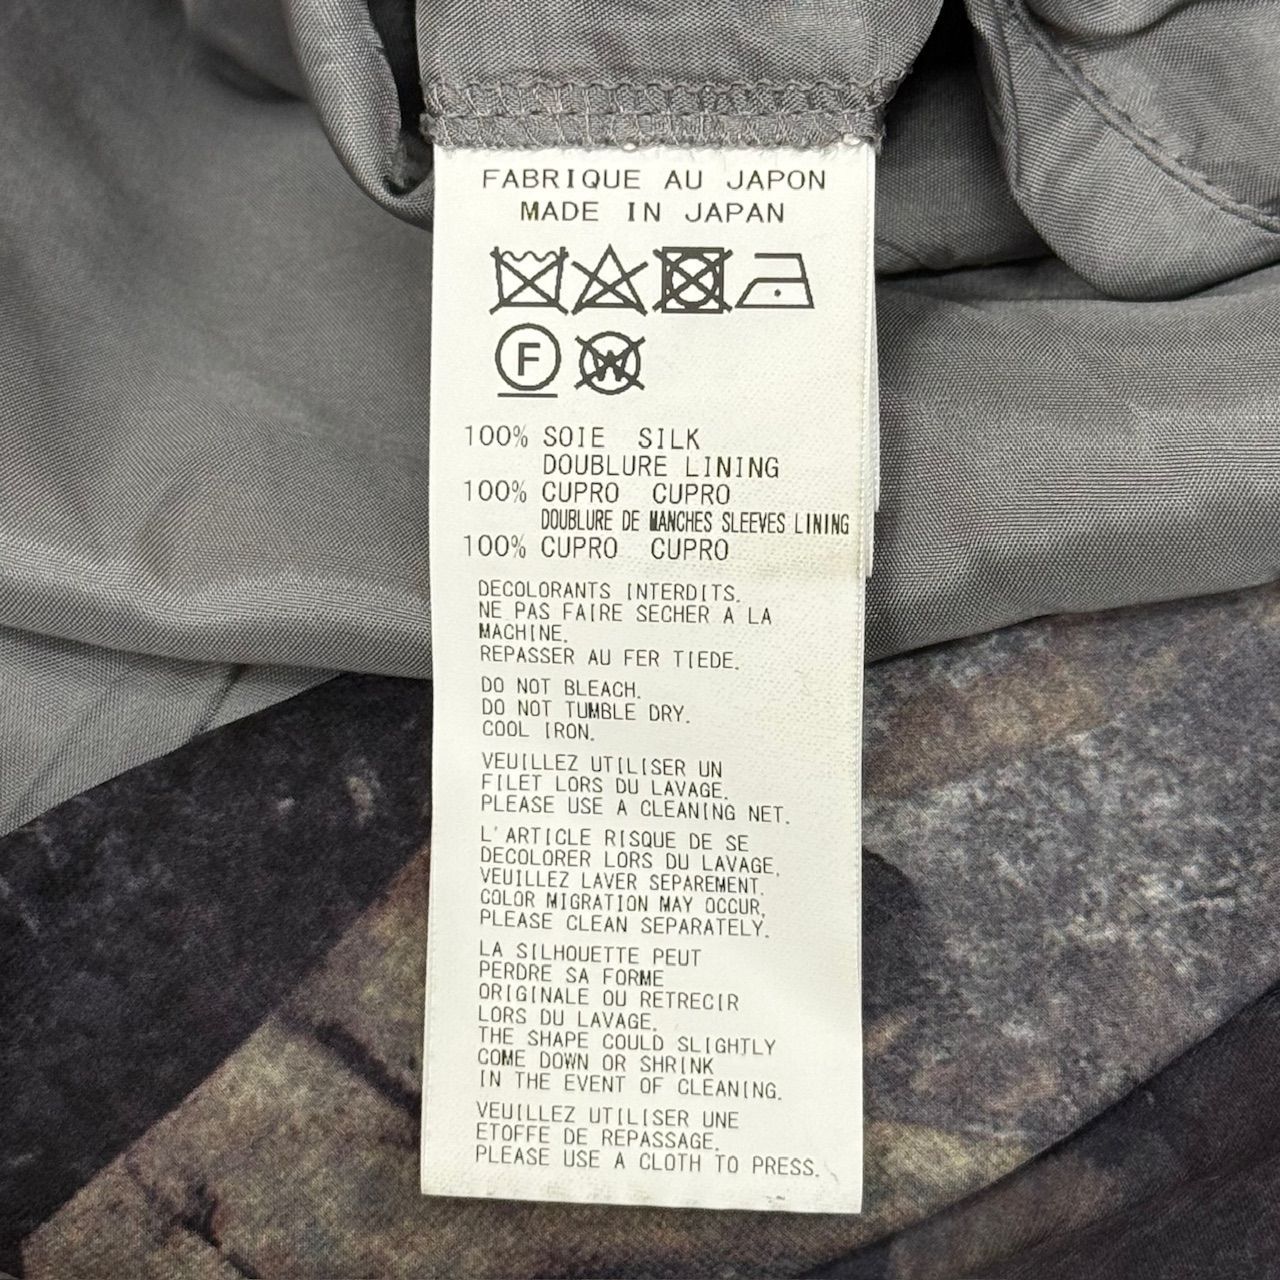 FABRIQUE AU JAPON
MADE IN JAPAN
F W
100% SOIE SILK
DOUBLURE LINING
100% CUPRO CUPRO
DOUBLURE DE MANCHES SLEEVES LINING
100% CUPRO CUPRO
DECOLORANTS INTERDITS.
NE PAS FAIRE SECHER A LA
MACHINE.
REPASSER AU FER TIEDE.
DO NOT BLEACH.
DO NOT TUMBLE DRY.
COOL IRON.
VEUILLEZ UTILISER UN
FILET LORS DU LAVAGE.
PLEASE USE A CLEANING NET.
L'ARTICLE RISQUE DE SE
DECOLORER LORS DU LAVAGE,
VEUILLEZ LAVER SEPAREMENT.
COLOR MIGRATION MAY OCCUR,
PLEASE CLEAN SEPARATELY.
LA SILHOUETTE PEUT
PERDRE SA FORME
ORIGINALE OU RETRECIR
LORS DU LAVAGE.
THE SHAPE COULD SLIGHTLY
COME DOWN OR SHRINK
IN THE EVENT OF CLEANING.
VEUILLEZ UTILISER UNE
ETOFFE DE REPASSAGE.
PLEASE USE A CLOTH TO PRESS.